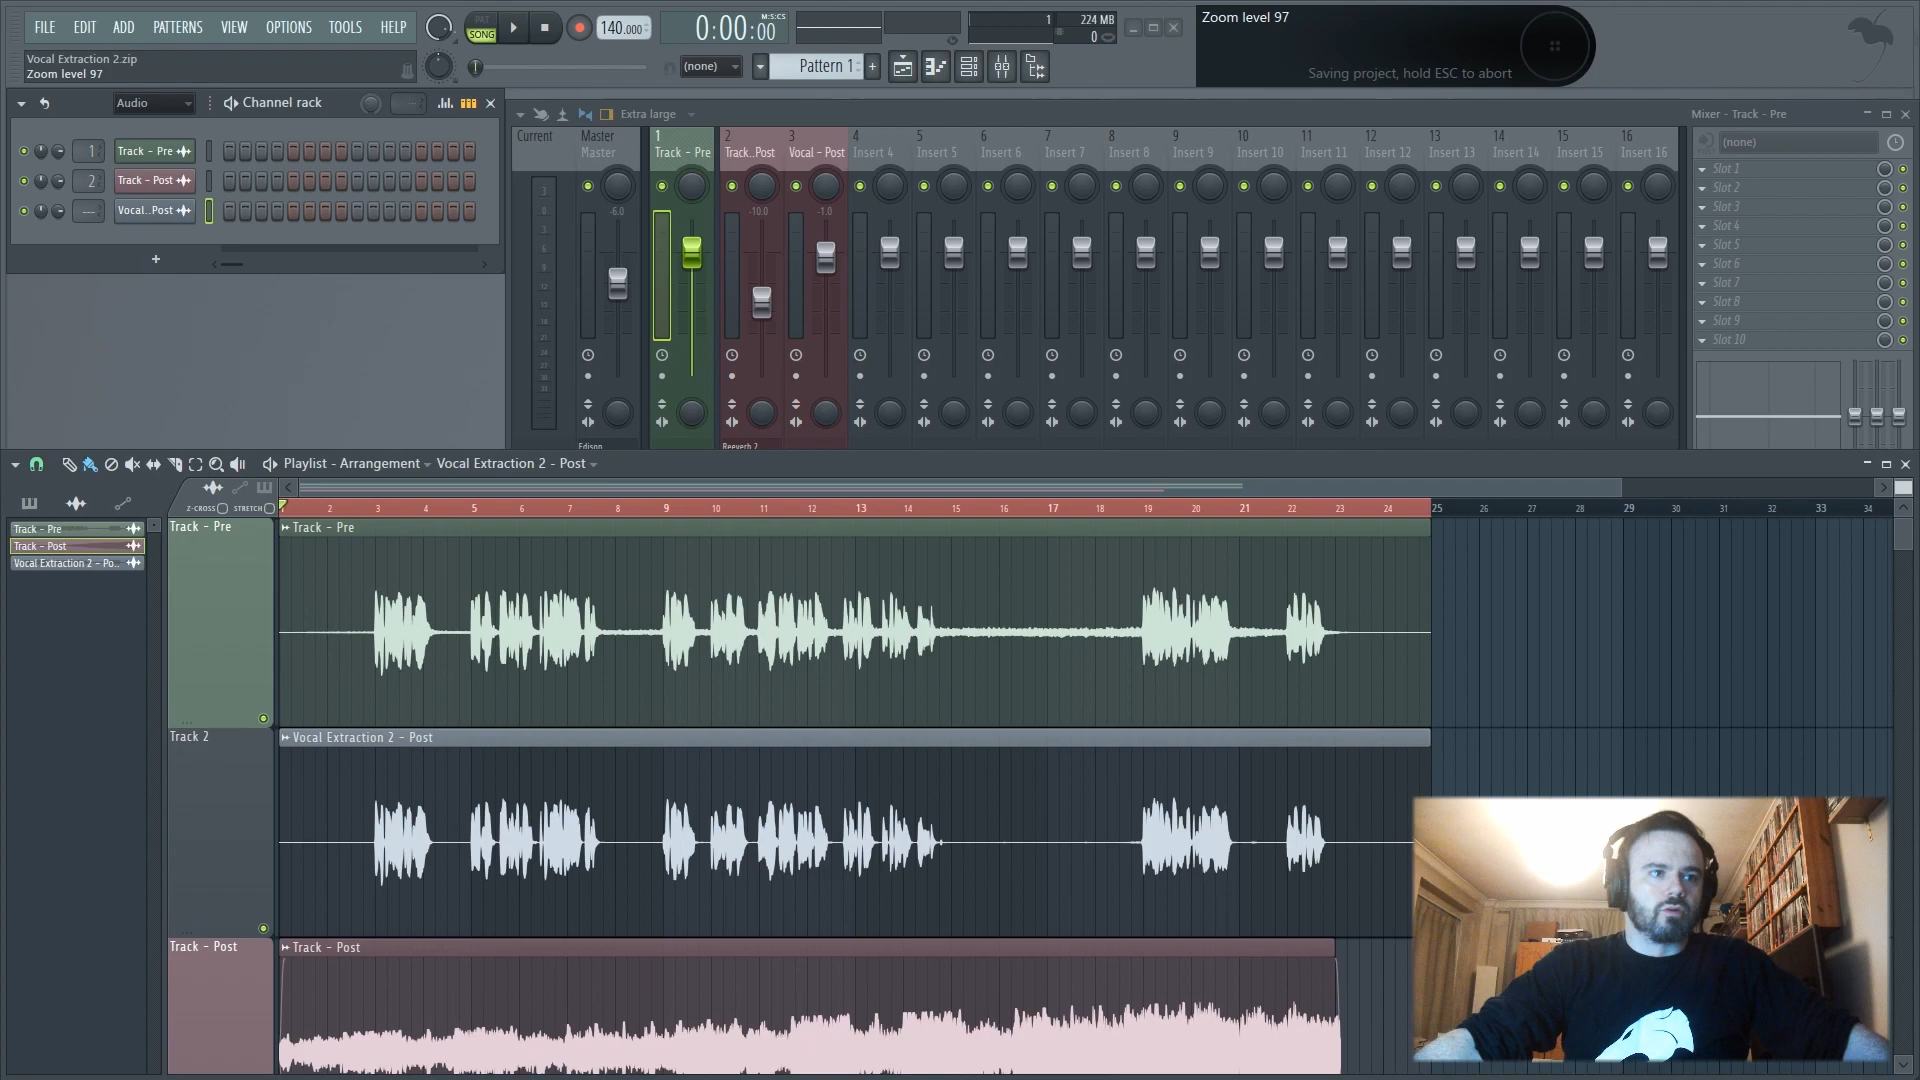 FILE EDIT ADD PATTERNS VIEW OPTIONS TOOLS HELP
PAT
SONG
140.000
M:S:CS
0:00:00
1
224 MB
0
Zoom level 97
Saving project, hold ESC to abort
Vocal Extraction 2.zip
Zoom level 97
(none)
Pattern 1
+
Audio
Channel rack
1 Track - Pre
2 Track - Post
--- Vocal..Post
+
Extra large
Current
Master 1 2 3 4 5 6 7 8 9 10 11 12 13 14 15 16
Master Track - Pre Track..Post Vocal - Post Insert 4 Insert 5 Insert 6 Insert 7 Insert 8 Insert 9 Insert 10 Insert 11 Insert 12 Insert 13 Insert 14 Insert 15 Insert 16
-6.0 -10.0 -1.0
Edison
Reeverb 2
Mixer - Track - Pre
(none)
Slot 1
Slot 2
Slot 3
Slot 4
Slot 5
Slot 6
Slot 7
Slot 8
Slot 9
Slot 10
Playlist - Arrangement Vocal Extraction 2 - Post
Z-CROSS STRETCH
2 3 4 5 6 7 8 9 10 11 12 13 14 15 16 17 18 19 20 21 22 23 24 25 26 27 28 29 30 31 32 33 34
Track - Pre
Track - Post
Vocal Extraction 2 - Po..
Track - Pre
Track - Pre
Track 2
Vocal Extraction 2 - Post
Track - Post
Track - Post